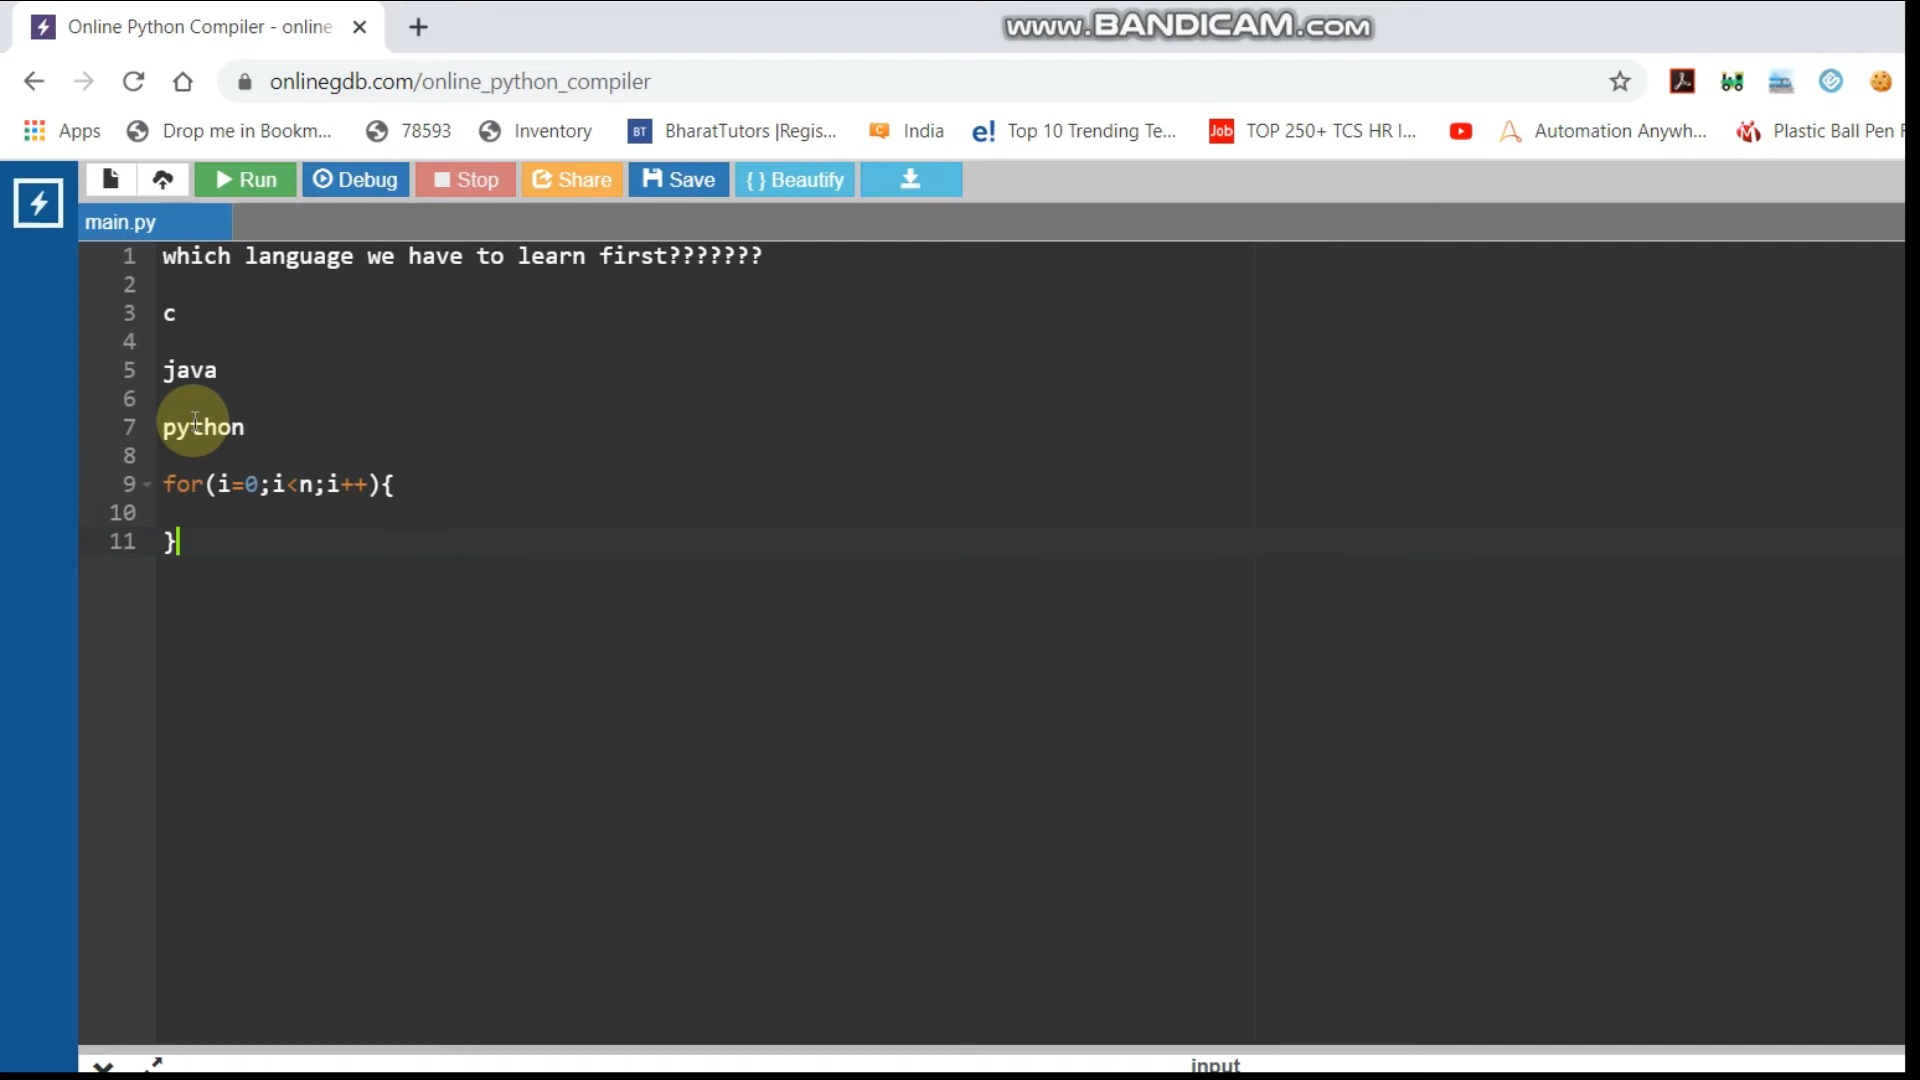 Online Python Compiler - online
www.BANDICAM.com
onlinegdb.com/online_python_compiler
Apps Drop me in Bookm... 78593 Inventory BT BharatTutors |Regis... India e! Top 10 Trending Te... Job TOP 250+ TCS HR I... Automation Anywh... Plastic Ball Pen
Run Debug Stop Share Save { } Beautify
main.py
1 which language we have to learn first???????
2
3 c
4
5 java
6
7 python
8
9 for(i=0;i<n;i++){
10
11 }
input